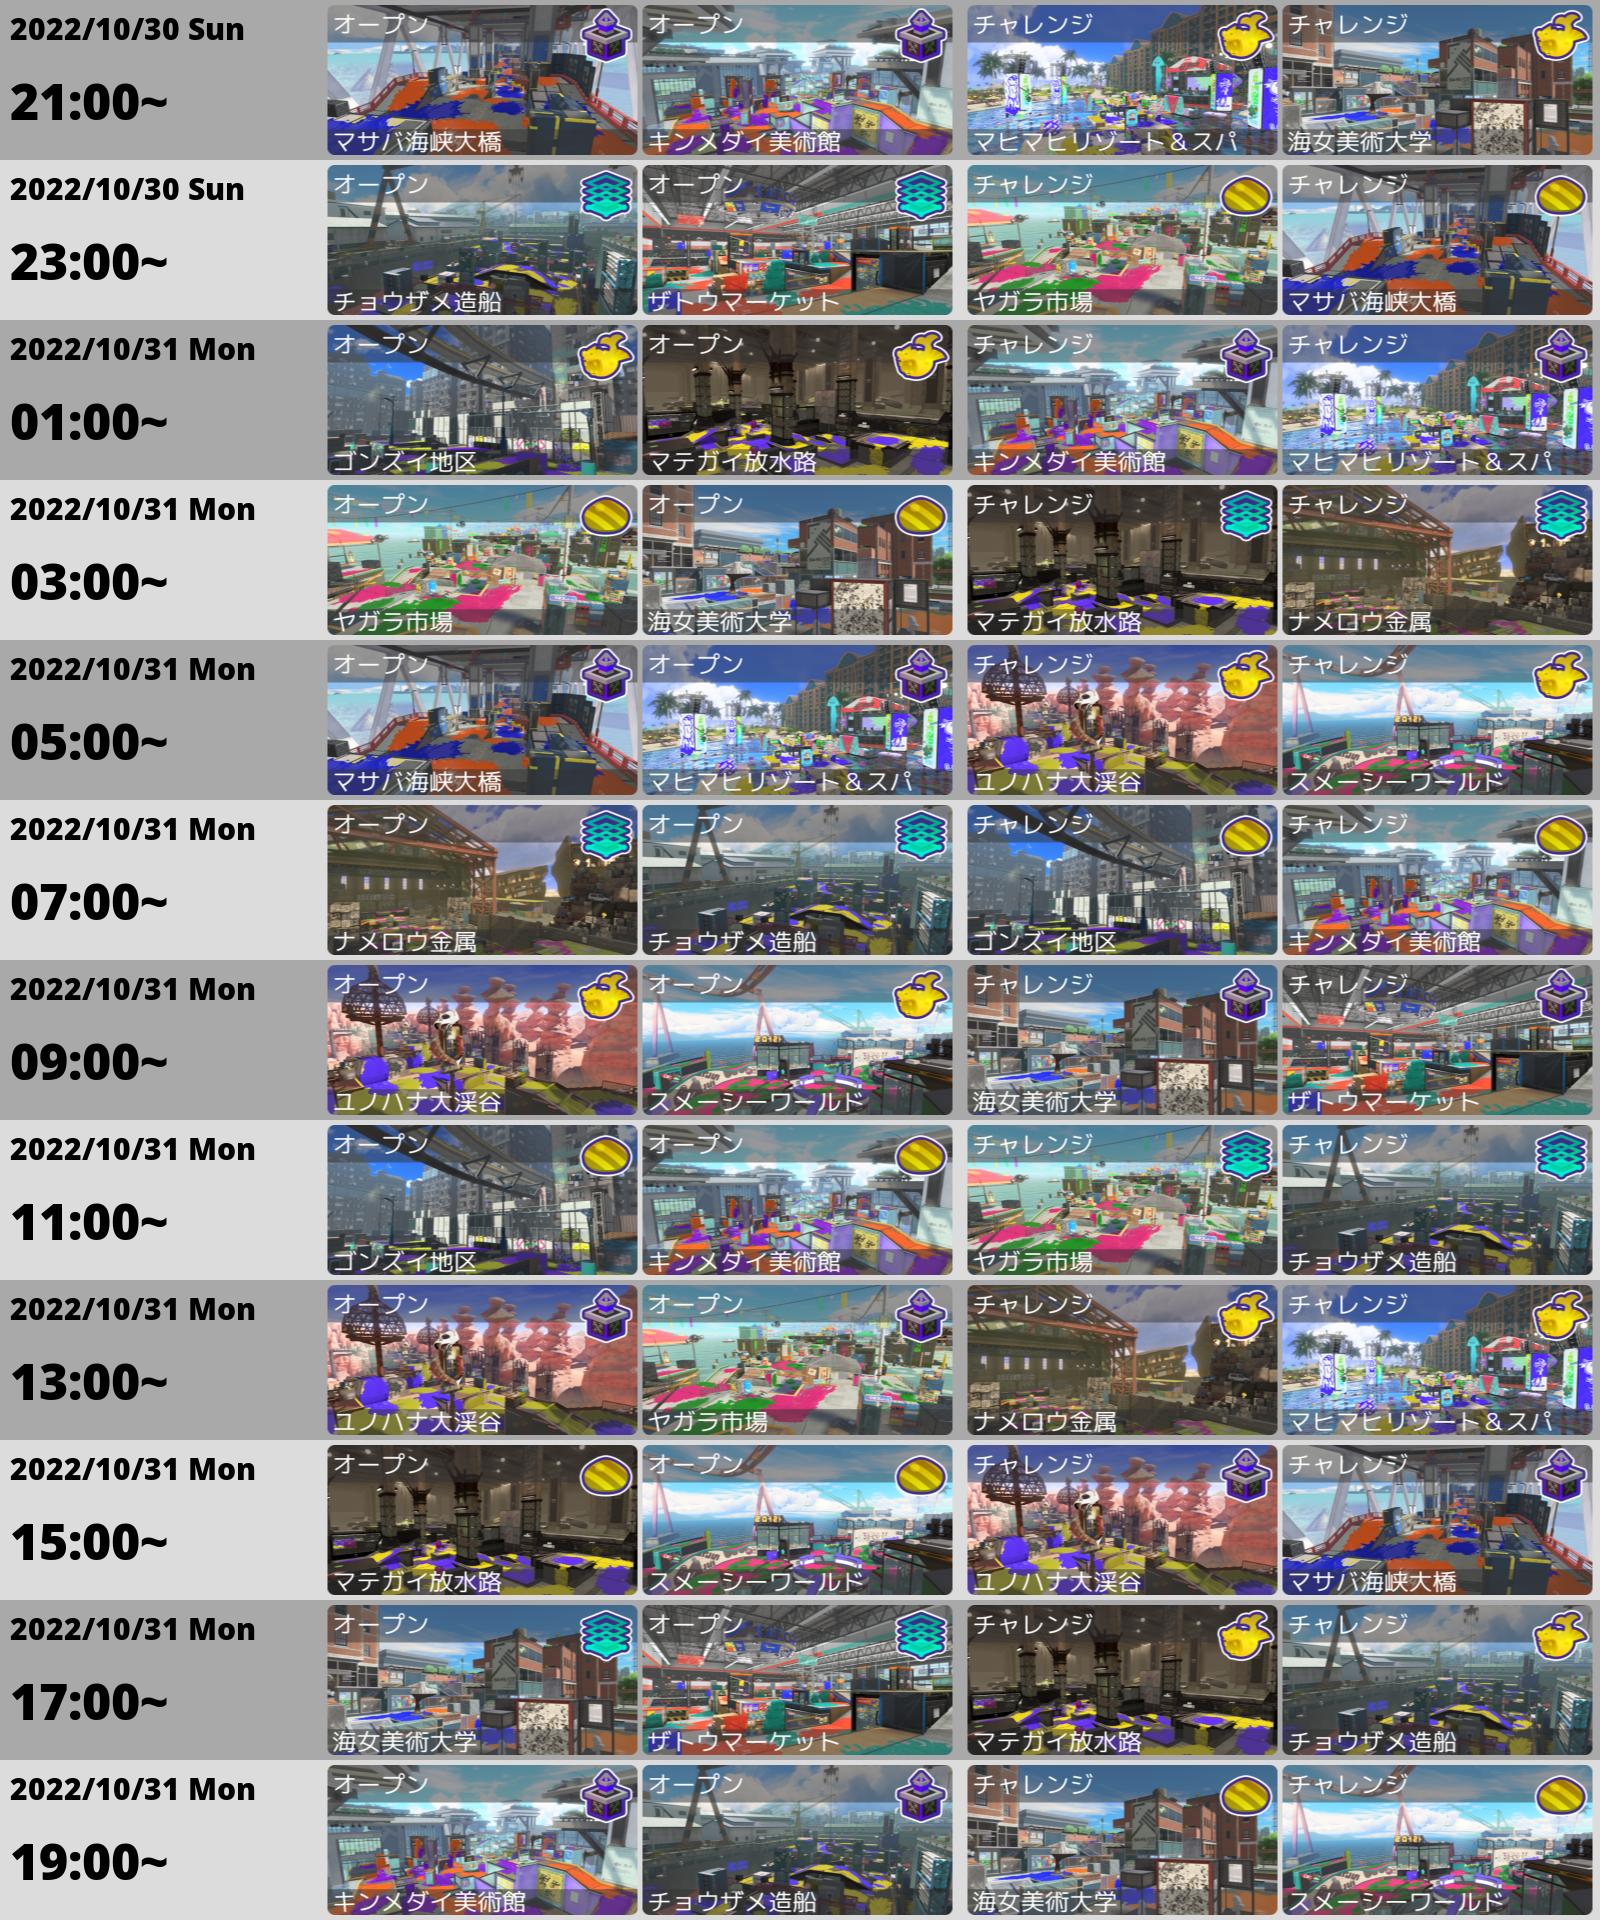 2022/10/30 Sun
21:00~
オープン
マサバ海峡大橋
オープン
キンメダイ美術館
チャレンジ
マヒマヒリゾート＆スパ
チャレンジ
海女美術大学
2022/10/30 Sun
23:00~
オープン
チョウザメ造船
オープン
ザトウマーケット
チャレンジ
ヤガラ市場
チャレンジ
マサバ海峡大橋
2022/10/31 Mon
01:00~
オープン
ゴンズイ地区
オープン
マテガイ放水路
チャレンジ
キンメダイ美術館
チャレンジ
マヒマヒリゾート＆スパ
2022/10/31 Mon
03:00~
オープン
ヤガラ市場
オープン
海女美術大学
チャレンジ
マテガイ放水路
チャレンジ
ナメロウ金属
2022/10/31 Mon
05:00~
オープン
マサバ海峡大橋
オープン
マヒマヒリゾート＆スパ
チャレンジ
ユノハナ大渓谷
チャレンジ
スメーシーワールド
2022/10/31 Mon
07:00~
オープン
ナメロウ金属
オープン
チョウザメ造船
チャレンジ
ゴンズイ地区
チャレンジ
キンメダイ美術館
2022/10/31 Mon
09:00~
オープン
ユノハナ大渓谷
オープン
スメーシーワールド
チャレンジ
海女美術大学
チャレンジ
ザトウマーケット
2022/10/31 Mon
11:00~
オープン
ゴンズイ地区
オープン
キンメダイ美術館
チャレンジ
ヤガラ市場
チャレンジ
チョウザメ造船
2022/10/31 Mon
13:00~
オープン
ユノハナ大渓谷
オープン
ヤガラ市場
チャレンジ
ナメロウ金属
チャレンジ
マヒマヒリゾート＆スパ
2022/10/31 Mon
15:00~
オープン
マテガイ放水路
オープン
スメーシーワールド
チャレンジ
ユノハナ大渓谷
チャレンジ
マサバ海峡大橋
2022/10/31 Mon
17:00~
オープン
海女美術大学
オープン
ザトウマーケット
チャレンジ
マテガイ放水路
チャレンジ
チョウザメ造船
2022/10/31 Mon
19:00~
オープン
キンメダイ美術館
オープン
チョウザメ造船
チャレンジ
海女美術大学
チャレンジ
スメーシーワールド